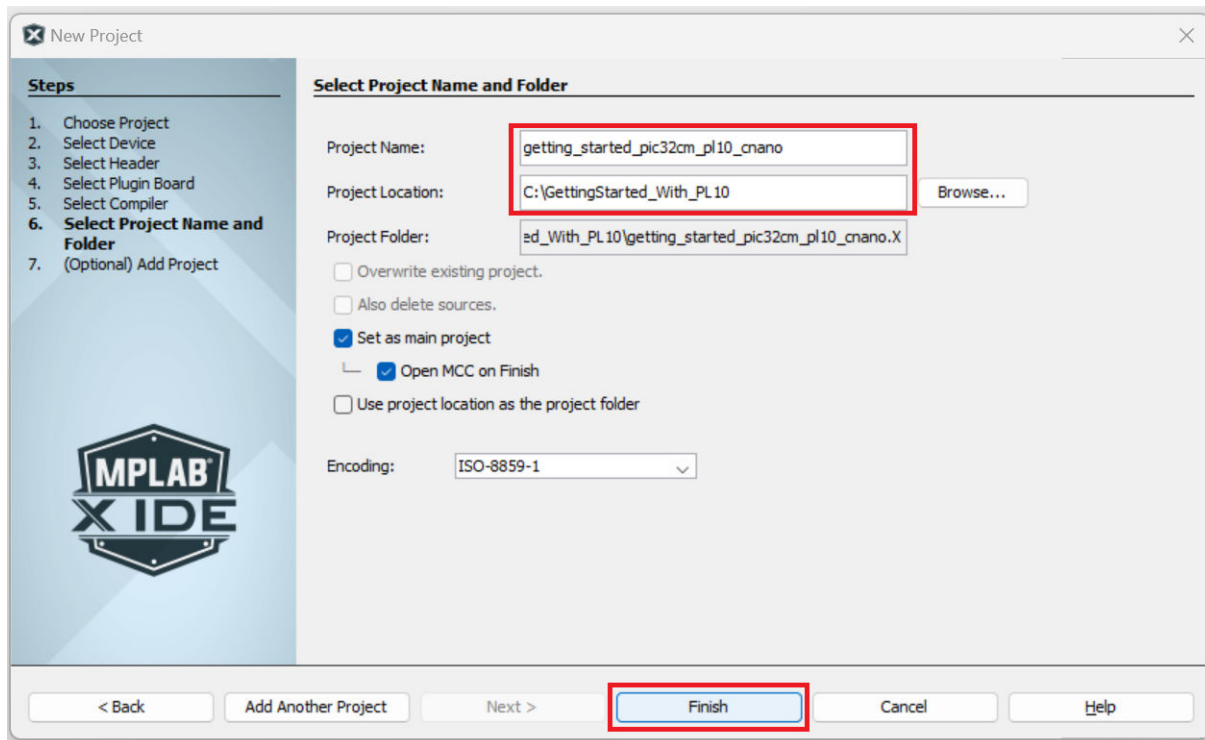 New Project
Steps
1. Choose Project
2. Select Device
3. Select Header
4. Select Plugin Board
5. Select Compiler
6. Select Project Name and
Folder
7. (Optional) Add Project
MPLAB®
X IDE
Select Project Name and Folder
Project Name: getting_started_pic32cm_pl10_cnano
Project Location: C:\GettingStarted_With_PL10 Browse...
Project Folder: ed_With_PL10\getting_started_pic32cm_pl10_cnano.X
Overwrite existing project.
Also delete sources.
Set as main project
Open MCC on Finish
Use project location as the project folder
Encoding: ISO-8859-1
< Back Add Another Project Next > Finish Cancel Help